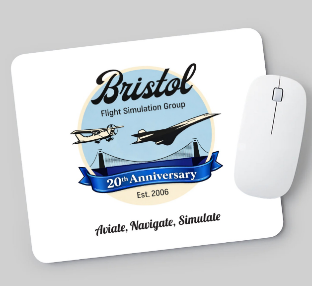 Bristol
Flight Simulation Group
20th Anniversary
Est. 2006
Aviate, Navigate, Simulate